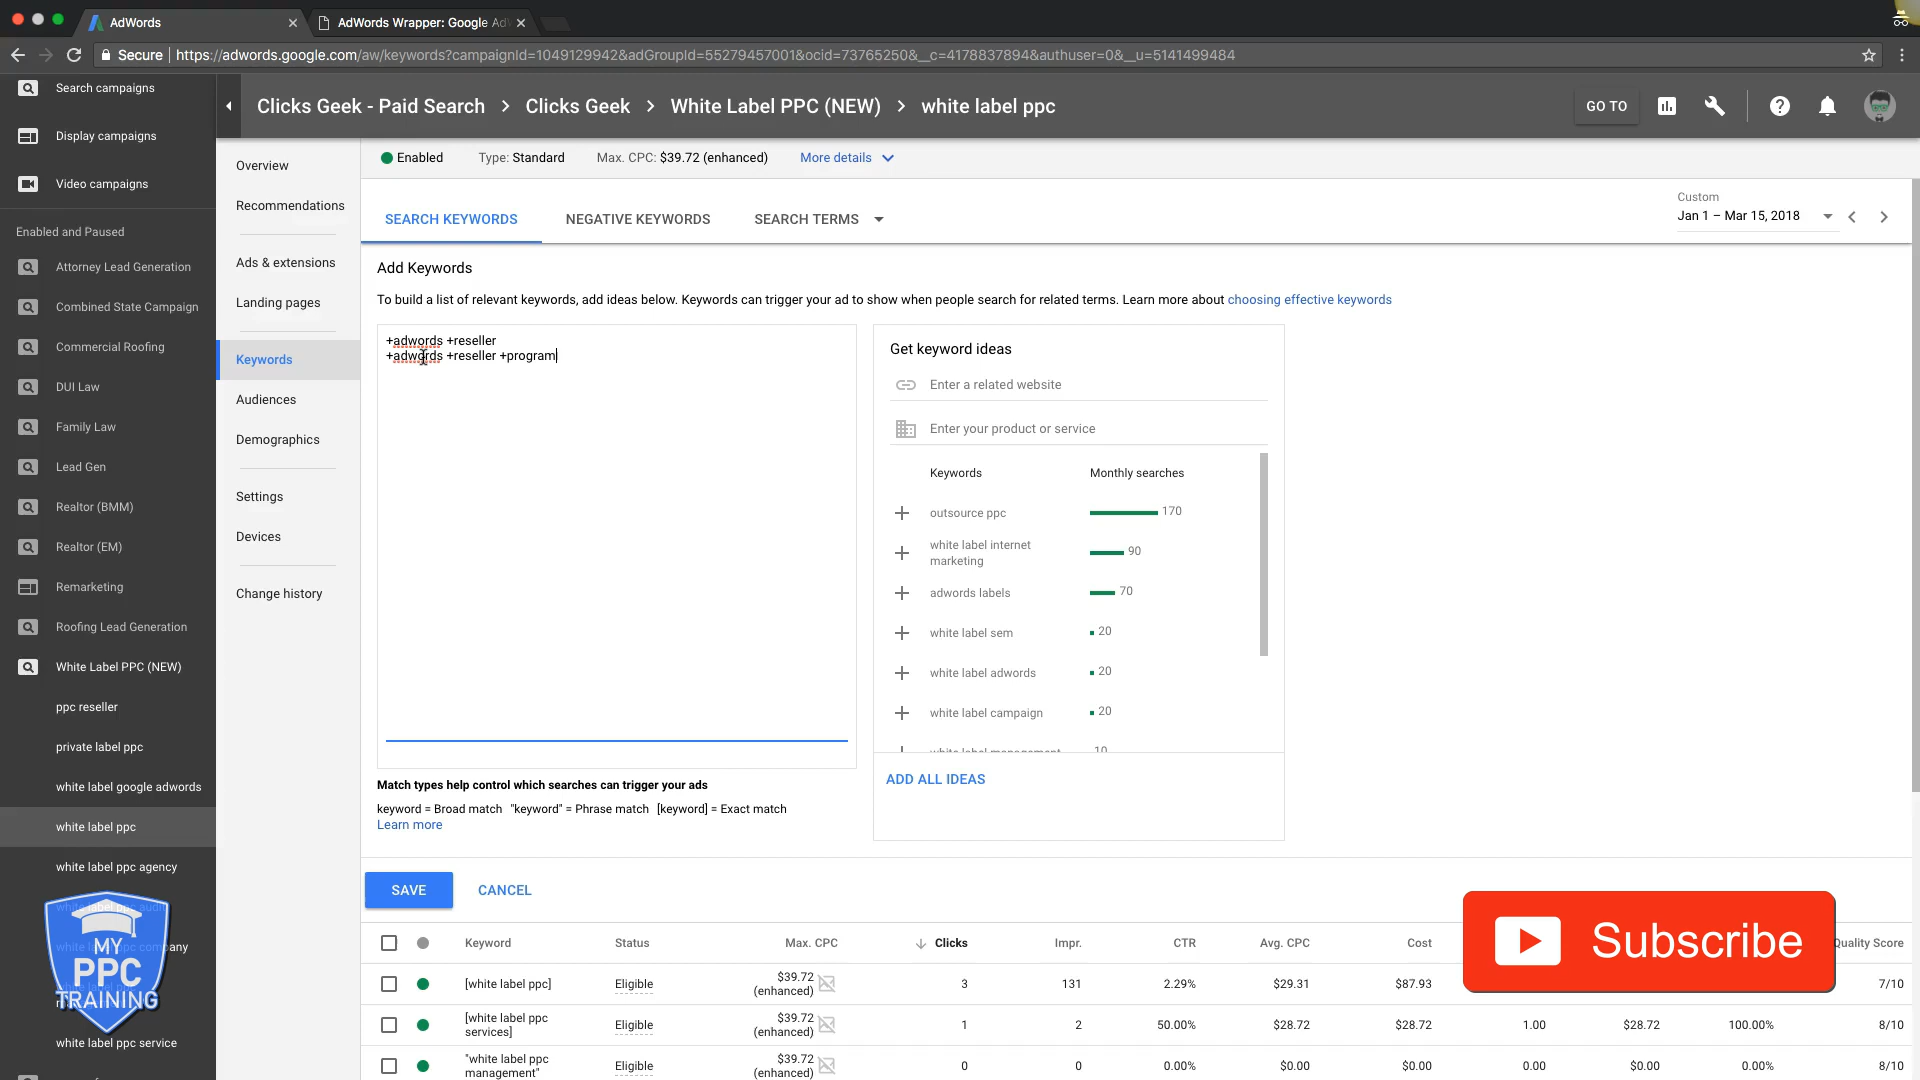 AdWords
AdWords Wrapper: Google Ad
Secure
https://adwords.google.com/aw/keywords?campaignId=1049129942&adGroupId=55279457001&ocid=73765250&__c=4178837894&authuser=0&__u=5141499484
Search campaigns
Display campaigns
Video campaigns
Enabled and Paused
Attorney Lead Generation
Combined State Campaign
Commercial Roofing
DUI Law
Family Law
Lead Gen
Realtor (BMM)
Realtor (EM)
Remarketing
Roofing Lead Generation
White Label PPC (NEW)
ppc reseller
private label ppc
white label google adwords
white label ppc
white label ppc agency
white label ppc company
white label ppc service
MY
PPC
TRAINING
Clicks Geek - Paid Search > Clicks Geek > White Label PPC (NEW) > white label ppc
GO TO
Overview
Recommendations
Ads & extensions
Landing pages
Keywords
Audiences
Demographics
Settings
Devices
Change history
Enabled Type: Standard Max. CPC: $39.72 (enhanced) More details
SEARCH KEYWORDS NEGATIVE KEYWORDS SEARCH TERMS
Custom
Jan 1 – Mar 15, 2018
Add Keywords
To build a list of relevant keywords, add ideas below. Keywords can trigger your ad to show when people search for related terms. Learn more about choosing effective keywords
+adwords +reseller
+adwords +reseller +program
Get keyword ideas
Enter a related website
Enter your product or service
Keywords Monthly searches
outsource ppc 170
white label internet
marketing 90
adwords labels 70
white label sem 20
white label adwords 20
white label campaign 20
white label management 10
ADD ALL IDEAS
Match types help control which searches can trigger your ads
keyword = Broad match "keyword" = Phrase match [keyword] = Exact match
Learn more
SAVE CANCEL
Subscribe
Keyword Status Max. CPC Clicks Impr. CTR Avg. CPC Cost Quality Score
[white label ppc] Eligible $39.72 (enhanced) 3 131 2.29% $29.31 $87.93 7/10
[white label ppc services] Eligible $39.72 (enhanced) 1 2 50.00% $28.72 $28.72 1.00 $28.72 100.00% 8/10
"white label ppc management" Eligible $39.72 (enhanced) 0 0 0.00% $0.00 $0.00 0.00 $0.00 0.00% 8/10